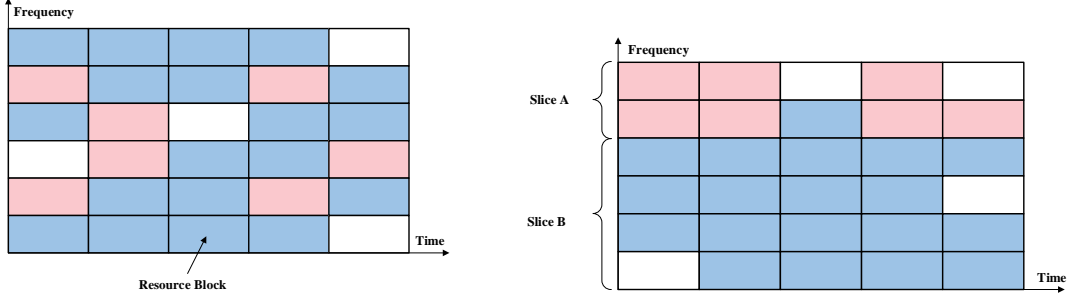 Frequency
Time
Resource Block
Frequency
Slice A
Slice B
Time